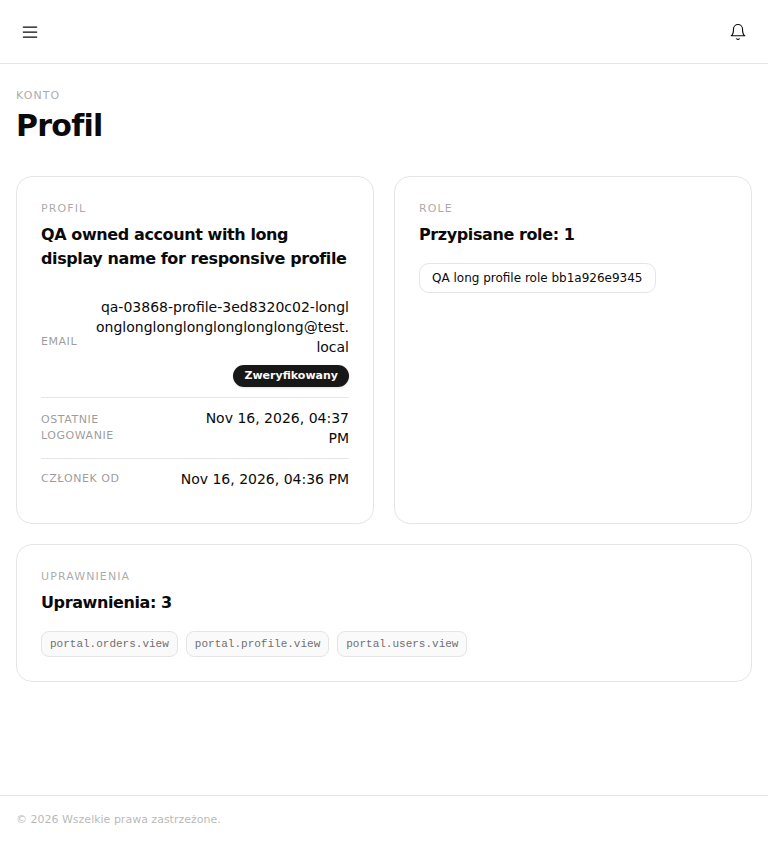 KONTO
Profil
PROFIL
QA owned account with long
display name for responsive profile
EMAIL
qa-03868-profile-3ed8320c02-longl
onglonglonglonglonglonglong@test.
local
Zweryfikowany
OSTATNIE
LOGOWANIE
Nov 16, 2026, 04:37
PM
CZŁONEK OD
Nov 16, 2026, 04:36 PM
ROLE
Przypisane role: 1
QA long profile role bb1a926e9345
UPRAWNIENIA
Uprawnienia: 3
portal.orders.view
portal.profile.view
portal.users.view
© 2026 Wszelkie prawa zastrzeżone.